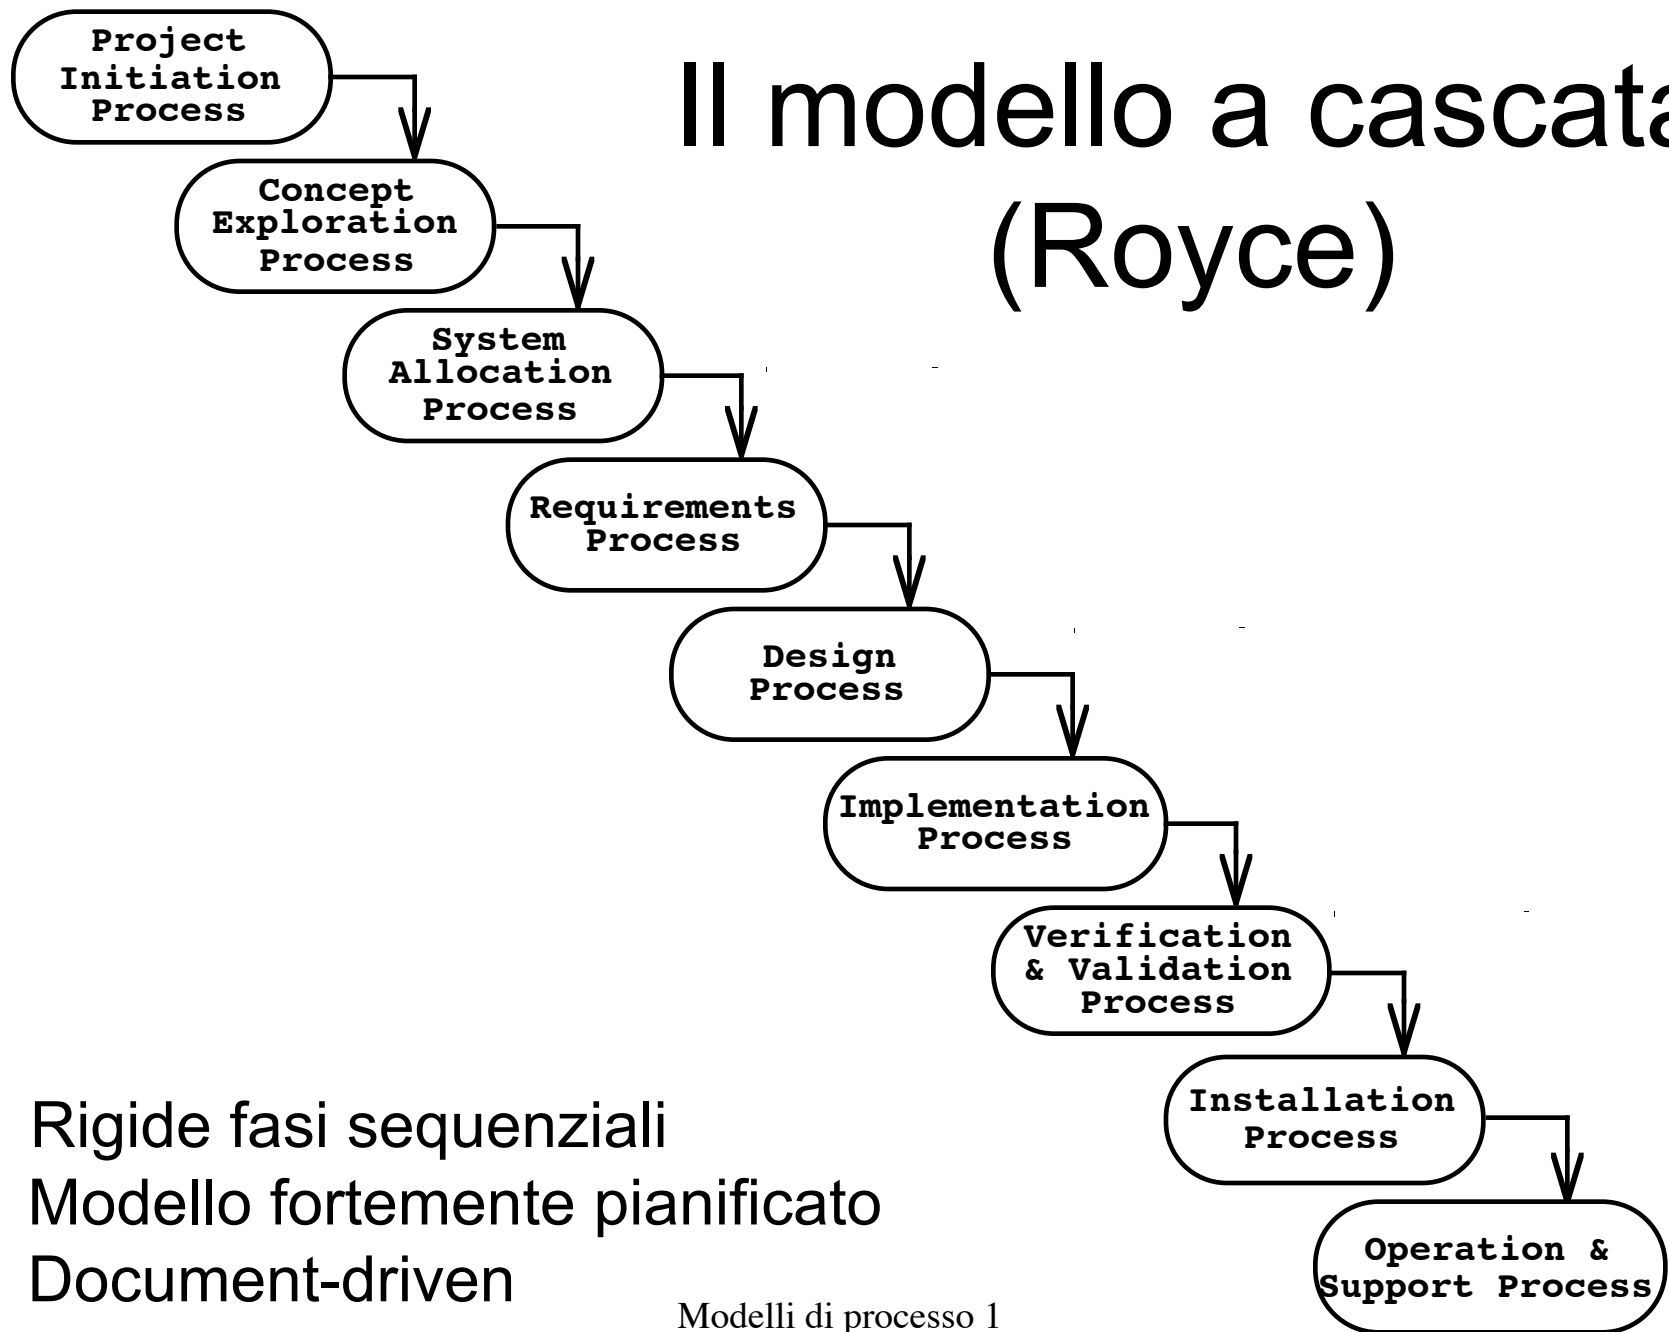 Il modello a cascata
(Royce)
Project
Initiation
Process
Concept
Exploration
Process
System
Allocation
Process
Requirements
Process
Design
Process
Implementation
Process
Verification
& Validation
Process
Installation
Process
Operation &
Support Process
Rigide fasi sequenziali
Modello fortemente pianificato
Document-driven
Modelli di processo 1